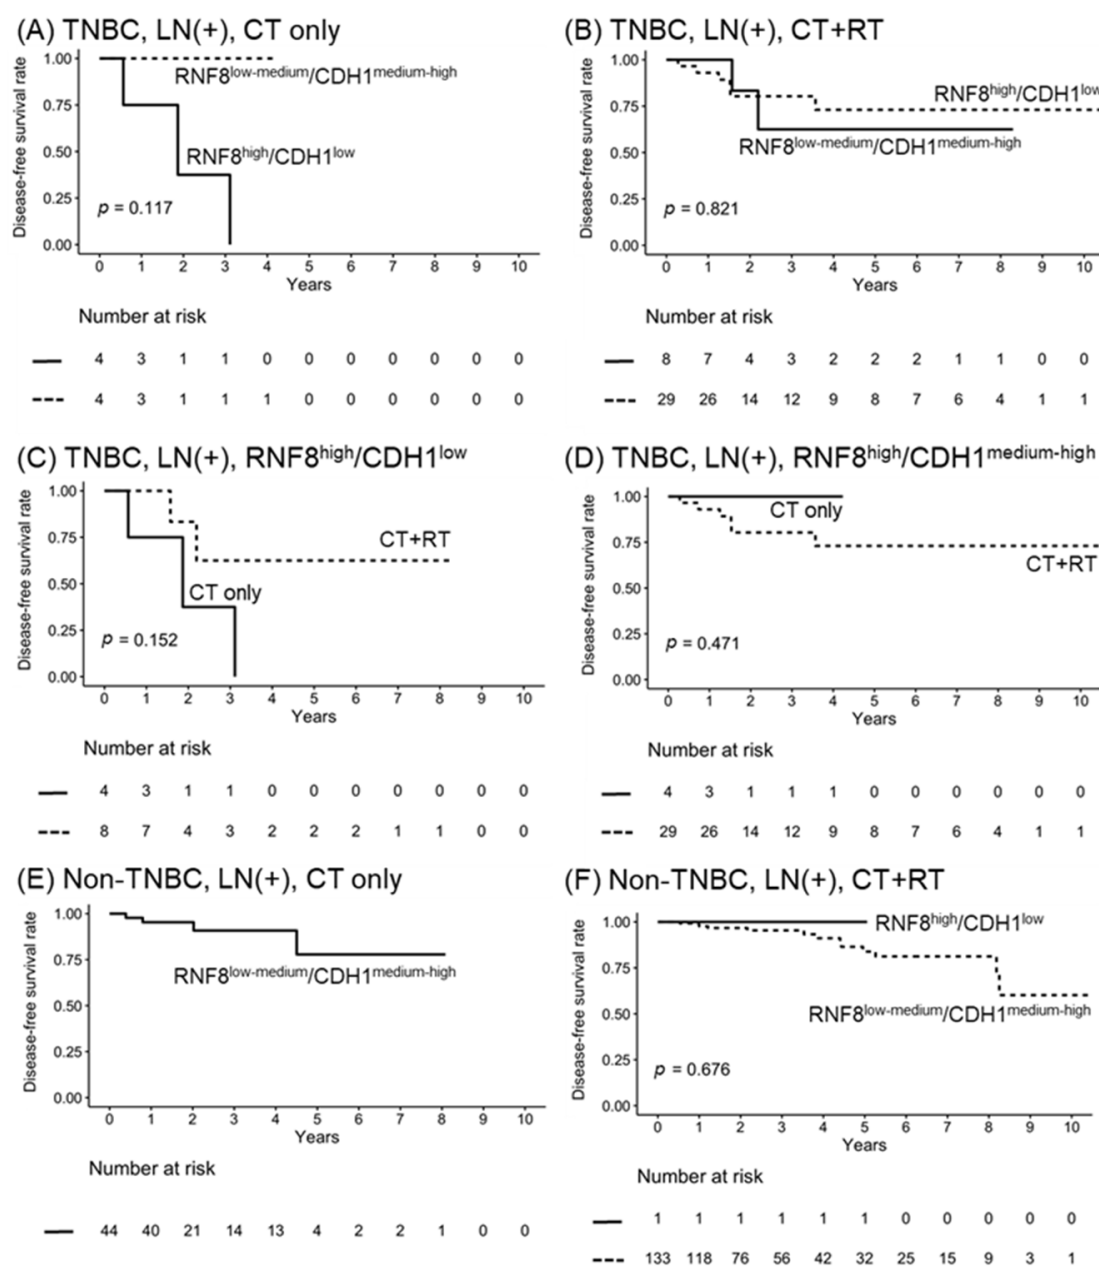 (A) TNBC, LN(+), CT only
Disease-free survival rate
1.00
0.75
0.50
0.25
0.00
RNF8low-medium/CDH1medium-high
RNF8high/CDH1low
p = 0.117
0 1 2 3 4 5 6 7 8 9 10
Years
Number at risk
4 3 1 1 0 0 0 0 0 0 0
4 3 1 1 1 0 0 0 0 0 0
(B) TNBC, LN(+), CT+RT
Disease-free survival rate
1.00
0.75
0.50
0.25
0.00
RNF8high/CDH1low
RNF8low-medium/CDH1medium-high
p = 0.821
0 1 2 3 4 5 6 7 8 9 10
Years
Number at risk
8 7 4 3 2 2 2 1 1 0 0
29 26 14 12 9 8 7 6 4 1 1
(C) TNBC, LN(+), RNF8high/CDH1low
Disease-free survival rate
1.00
0.75
0.50
0.25
0.00
CT+RT
CT only
p = 0.152
0 1 2 3 4 5 6 7 8 9 10
Years
Number at risk
4 3 1 1 0 0 0 0 0 0 0
8 7 4 3 2 2 2 1 1 0 0
(D) TNBC, LN(+), RNF8high/CDH1medium-high
Disease-free survival rate
1.00
0.75
0.50
0.25
0.00
CT only
CT+RT
p = 0.471
0 1 2 3 4 5 6 7 8 9 10
Years
Number at risk
4 3 1 1 1 0 0 0 0 0 0
29 26 14 12 9 8 7 6 4 1 1
(E) Non-TNBC, LN(+), CT only
Disease-free survival rate
1.00
0.75
0.50
0.25
0.00
RNF8low-medium/CDH1medium-high
0 1 2 3 4 5 6 7 8 9 10
Years
Number at risk
44 40 21 14 13 4 2 2 1 0 0
(F) Non-TNBC, LN(+), CT+RT
Disease-free survival rate
1.00
0.75
0.50
0.25
0.00
RNF8high/CDH1low
RNF8low-medium/CDH1medium-high
p = 0.676
0 1 2 3 4 5 6 7 8 9 10
Years
Number at risk
1 1 1 1 1 1 0 0 0 0 0
133 118 76 56 42 32 25 15 9 3 1